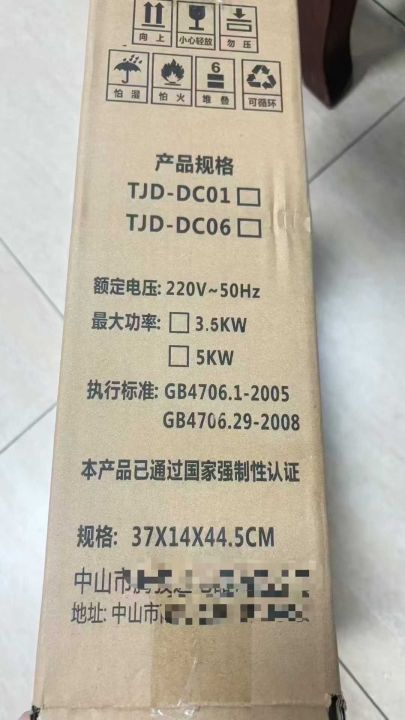 向上 小心轻放 勿压
6
怕湿 怕火 堆叠 可循环
产品规格
TJD-DC01□
TJD-DC06□
额定电压: 220V~50Hz
最大功率: □ 3.5KW
□ 5KW
执行标准: GB4706.1-2005
GB4706.29-2008
本产品已通过国家强制性认证
规格: 37X14X44.5CM
中山市
地址: 中山市